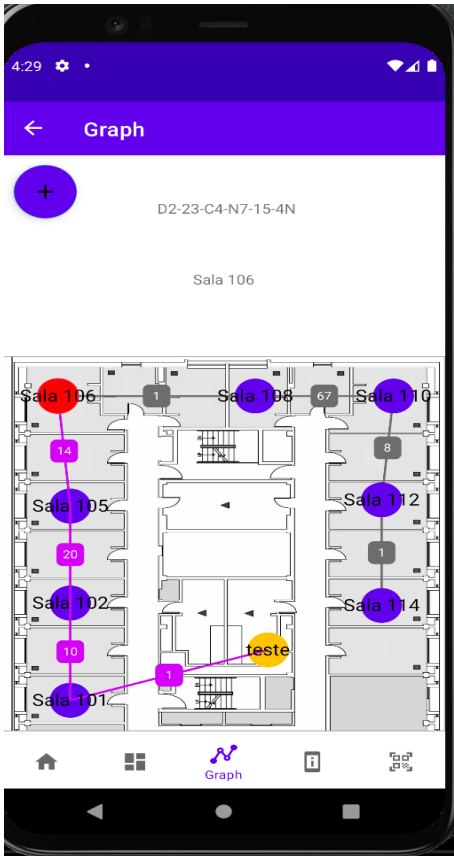 4:29
Graph
+
D2-23-C4-N7-15-4N
Sala 106
Sala 106
1
Sala 108
67
Sala 110
14
8
Sala 105
Sala 112
20
1
Sala 102
Sala 114
10
teste
1
Sala 101
Graph